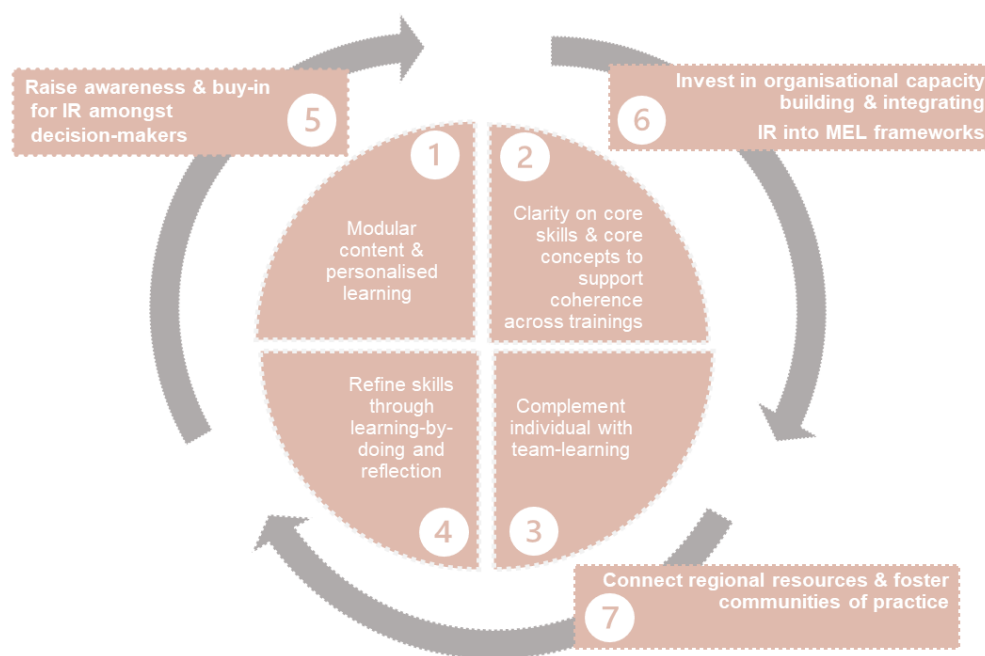 Raise awareness & buy-in
for IR amongst
decision-makers
5
Invest in organisational capacity
building & integrating
IR into MEL frameworks
6
1
Modular
content &
personalised
learning
2
Clarity on core
skills & core
concepts to
support
coherence
across trainings
Refine skills
through
learning-by-
doing and
reflection
4
Complement
individual with
team-learning
3
Connect regional resources & foster
communities of practice
7